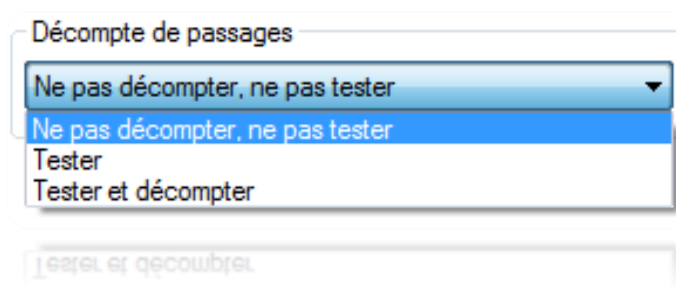 Décompte de passages
Ne pas décompter, ne pas tester
Ne pas décompter, ne pas tester
Tester
Tester et décompter